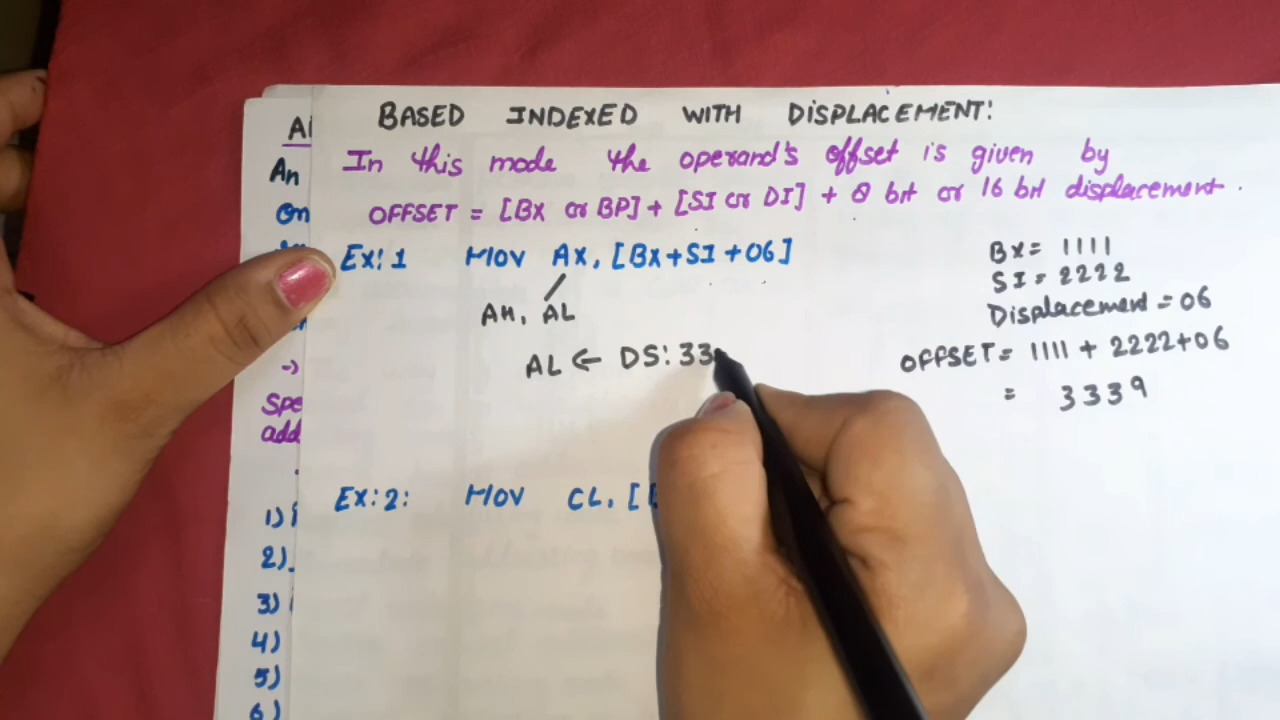 BASED INDEXED WITH DISPLACEMENT:
In this mode the operand's offset is given by
OFFSET = [BX or BP] + [SI or DI] + 8 bit or 16 bit displacement.
Ex: 1 MOV AX, [BX+SI+06]
AH, AL
AL ← DS: 33
BX = 1111
SI = 2222
Displacement = 06
OFFSET = 1111 + 2222+06
= 3339
Ex: 2: MOV CL, [
An
on
→
Spe
add
1)
2)
3)
4)
5)
6)